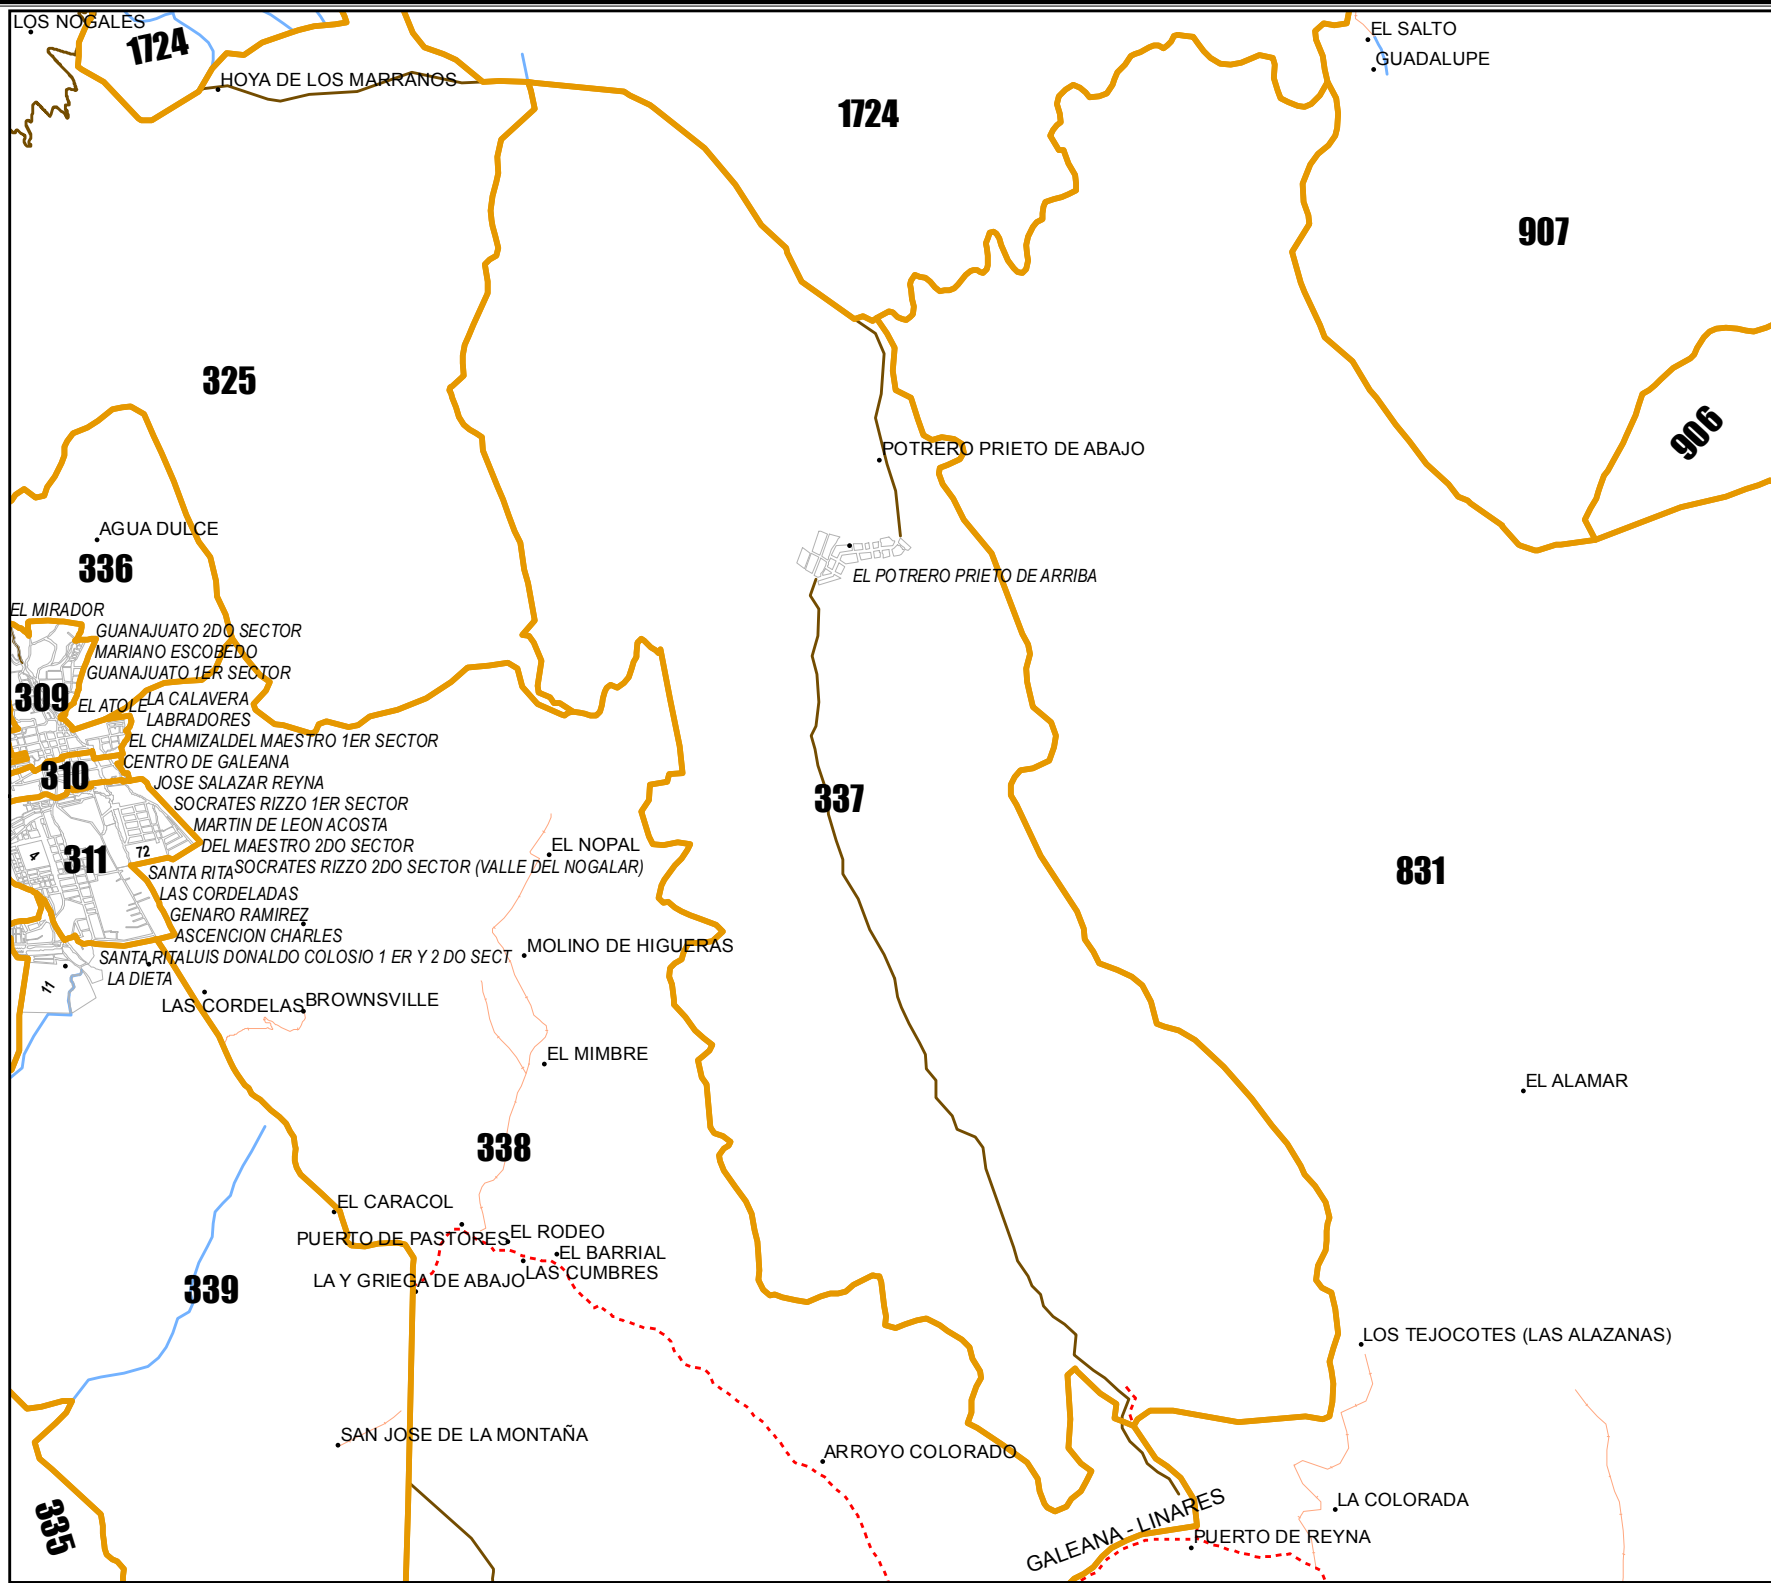 LOS NOGALES
1724
EL SALTO
GUADALUPE
HOYA DE LOS MARRANOS
1724
907
325
906
POTRERO PRIETO DE ABAJO
AGUA DULCE
336
EL POTRERO PRIETO DE ARRIBA
EL MIRADOR
GUANAJUATO 2DO SECTOR
MARIANO ESCOBEDO
GUANAJUATO 1ER SECTOR
309
EL ATOLE
LA CALAVERA
LABRADORES
EL CHAMIZAL
DEL MAESTRO 1ER SECTOR
CENTRO DE GALEANA
310
JOSE SALAZAR REYNA
SOCRATES RIZZO 1ER SECTOR
337
MARTIN DE LEON ACOSTA
DEL MAESTRO 2DO SECTOR
EL NOPAL
4
311
72
SANTA RITA
SOCRATES RIZZO 2DO SECTOR (VALLE DEL NOGALAR)
831
LAS CORDELADAS
GENARO RAMIREZ
ASCENCION CHARLES
MOLINO DE HIGUERAS
SANTA RITA
LUIS DONALDO COLOSIO 1 ER Y 2 DO SECT
LA DIETA
11
LAS CORDELAS
BROWNSVILLE
EL MIMBRE
EL ALAMAR
338
EL CARACOL
PUERTO DE PASTORES
EL RODEO
EL BARRIAL
LAS CUMBRES
LA Y GRIEGA DE ABAJO
339
LOS TEJOCOTES (LAS ALAZANAS)
SAN JOSE DE LA MONTAÑA
ARROYO COLORADO
335
LA COLORADA
GALEANA - LINARES
PUERTO DE REYNA